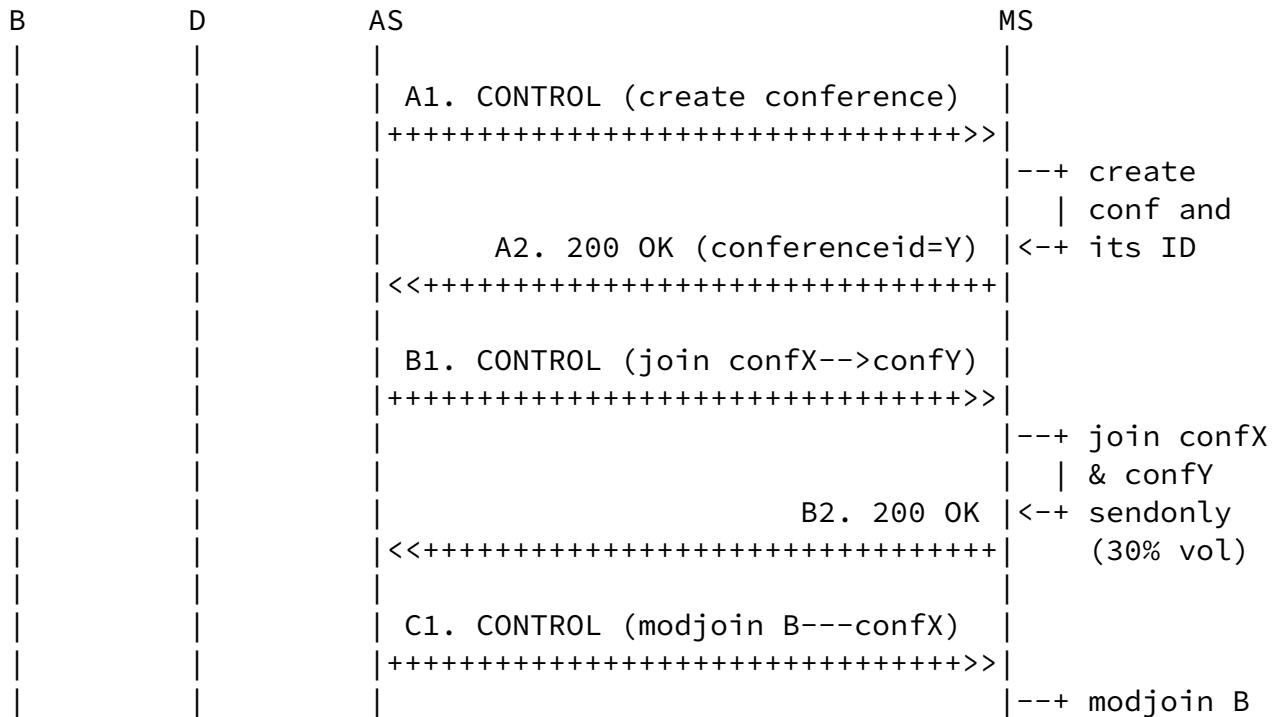 B          D          AS                                   MS
|          |          |                                    |
|          |          | A1. CONTROL (create conference)    |
|          |          |++++++++++++++++++++++++++++++++++>>|
|          |          |                                    |--+ create
|          |          |                                    |  | conf and
|          |          |      A2. 200 OK (conferenceid=Y)   |<-+ its ID
|          |          |<<++++++++++++++++++++++++++++++++++|
|          |          |                                    |
|          |          | B1. CONTROL (join confX-->confY)   |
|          |          |++++++++++++++++++++++++++++++++++>>|
|          |          |                                    |--+ join confX
|          |          |                                    |  | & confY
|          |          |                       B2. 200 OK   |<-+ sendonly
|          |          |<<++++++++++++++++++++++++++++++++++|    (30% vol)
|          |          |                                    |
|          |          | C1. CONTROL (modjoin B---confX)    |
|          |          |++++++++++++++++++++++++++++++++++>>|
|          |          |                                    |--+ modjoin B